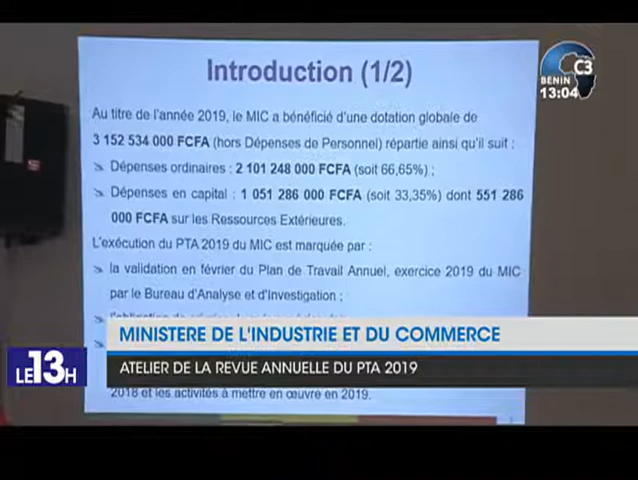 Introduction (1/2)
Au titre de l'année 2019, le MIC a bénéficié d'une dotation globale de
3 152 534 000 FCFA (hors Dépenses de Personnel) répartie ainsi qu'il suit :
Dépenses ordinaires : 2 101 248 000 FCFA (soit 66,65%) ;
Dépenses en capital : 1 051 286 000 FCFA (soit 33,35%) dont 551 286
000 FCFA sur les Ressources Extérieures.
L'exécution du PTA 2019 du MIC est marquée par :
la validation en février du Plan de Travail Annuel, exercice 2019 du MIC
par le Bureau d'Analyse et d'Investigation ;
2018 et les activités à mettre en œuvre en 2019.
C3
BENIN
13:04
MINISTERE DE L'INDUSTRIE ET DU COMMERCE
LE 13H
ATELIER DE LA REVUE ANNUELLE DU PTA 2019